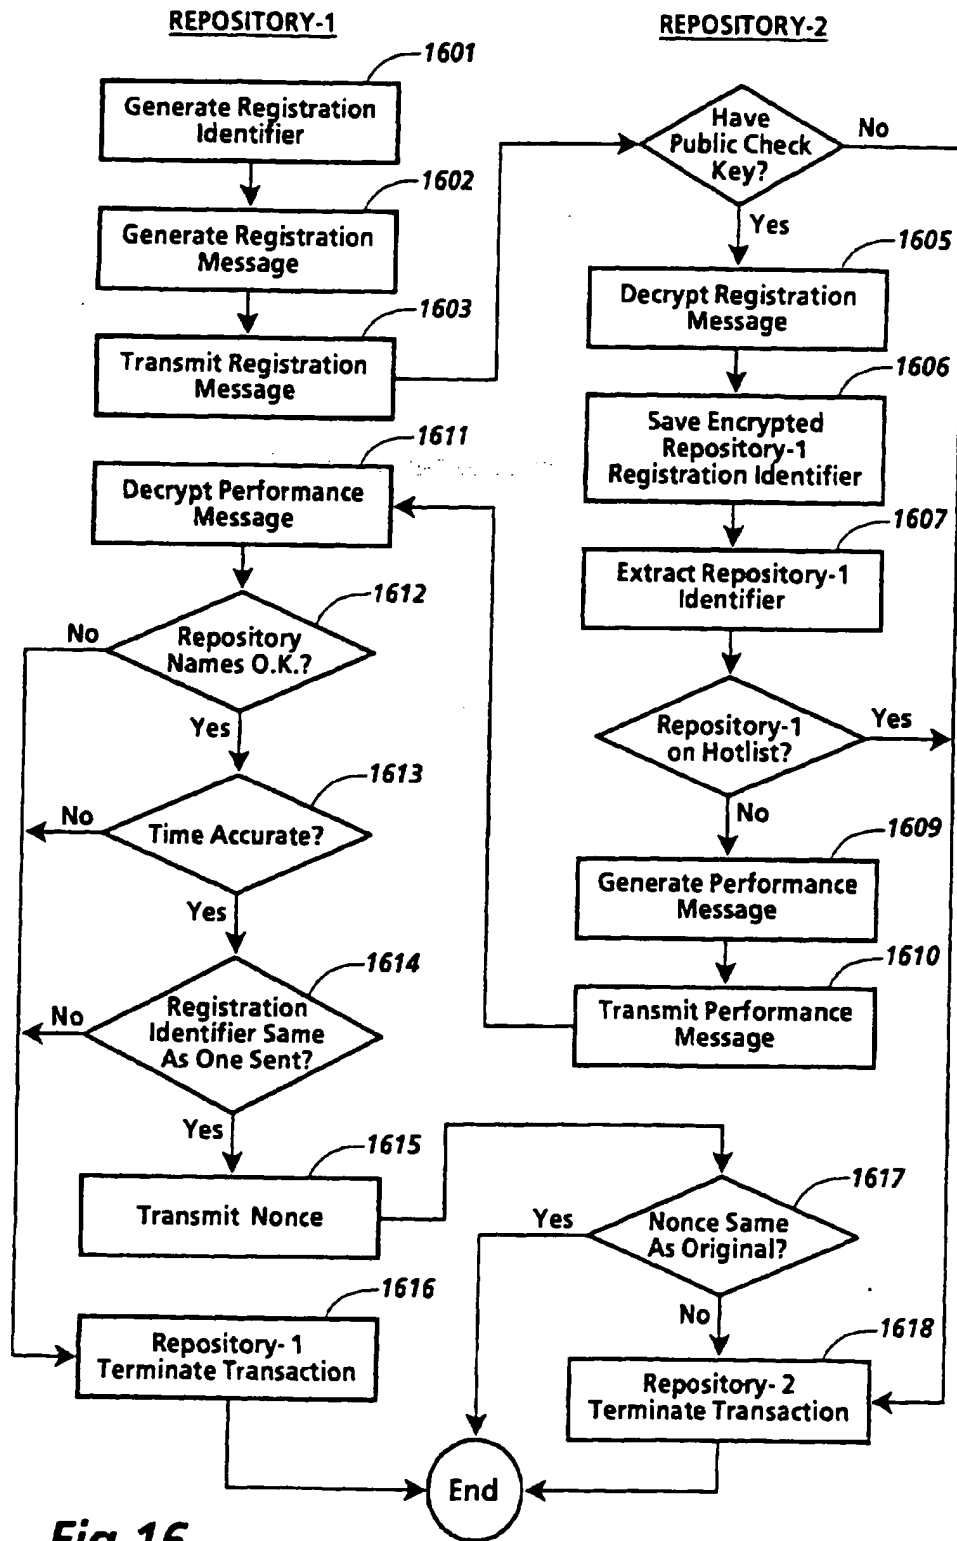 REPOSITORY-1
1601
Generate Registration
Identifier
1602
Generate Registration
Message
1603
Transmit Registration
Message
1611
Decrypt Performance
Message
1612
Repository
Names O.K.?
No
Yes
1613
Time Accurate?
No
Yes
1614
Registration
Identifier Same
As One Sent?
No
Yes
1615
Transmit Nonce
1616
Repository- 1
Terminate Transaction
REPOSITORY-2
Have
Public Check
Key?
No
Yes
1605
Decrypt Registration
Message
1606
Save Encrypted
Repository-1
Registration Identifier
1607
Extract Repository-1
Identifier
Repository-1
on Hotlist?
Yes
No
1609
Generate Performance
Message
1610
Transmit Performance
Message
1617
Nonce Same
As Original?
Yes
No
1618
Repository- 2
Terminate Transaction
End
Fig.16